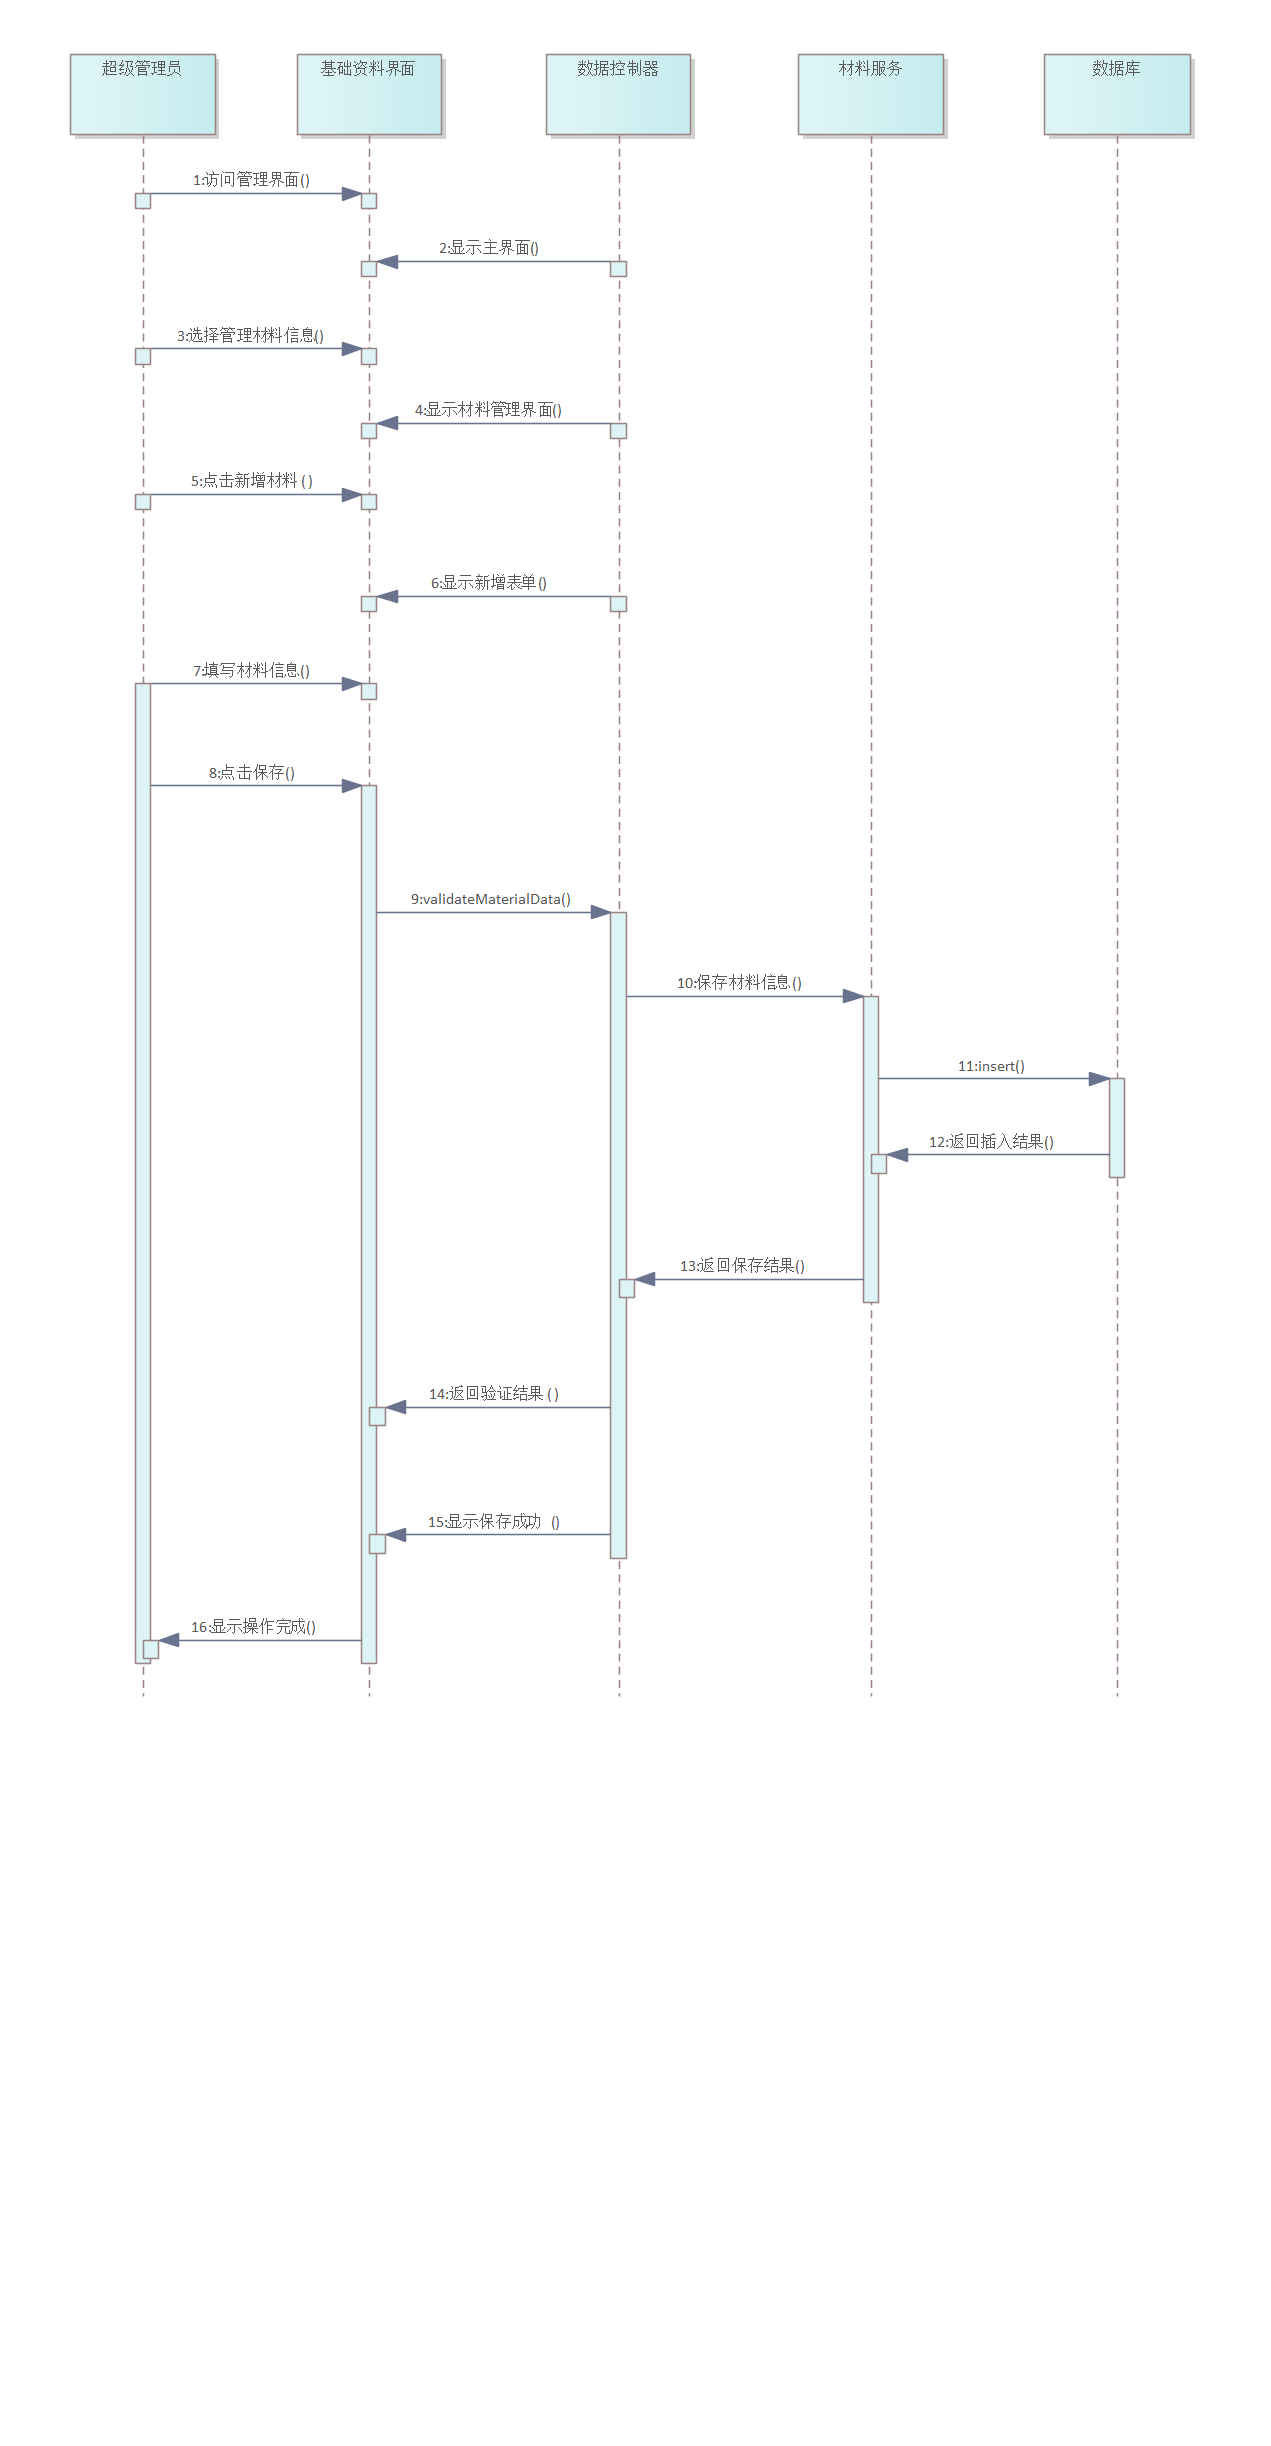 超级管理员
基础资料界面
数据控制器
材料服务
数据库
1:访问管理界面()
2:显示主界面()
3:选择管理材料信息()
4:显示材料管理界面()
5:点击新增材料 ( )
6:显示新增表单()
7:填写材料信息()
8:点击保存()
9:validateMaterialData()
10:保存材料信息()
11:insert()
12:返回插入结果()
13:返回保存结果()
14:返回验证结果 ( )
15:显示保存成功 ()
16:显示操作完成()